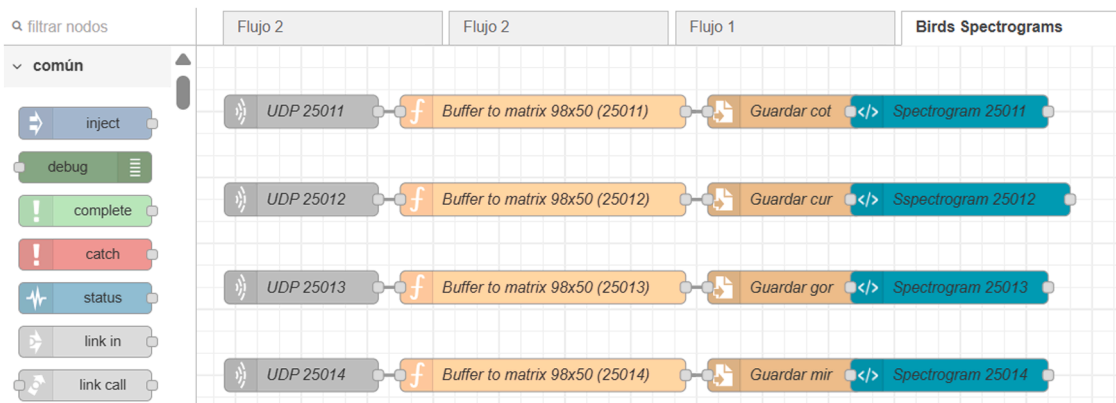 filtrar nodos
Flujo 2
Flujo 2
Flujo 1
Birds Spectrograms
común
inject
debug
complete
catch
status
link in
link call
UDP 25011
Buffer to matrix 98x50 (25011)
Guardar cot
</> Spectrogram 25011
UDP 25012
Buffer to matrix 98x50 (25012)
Guardar cur
</> Sspectrogram 25012
UDP 25013
Buffer to matrix 98x50 (25013)
Guardar gor
</> Spectrogram 25013
UDP 25014
Buffer to matrix 98x50 (25014)
Guardar mir
</> Spectrogram 25014